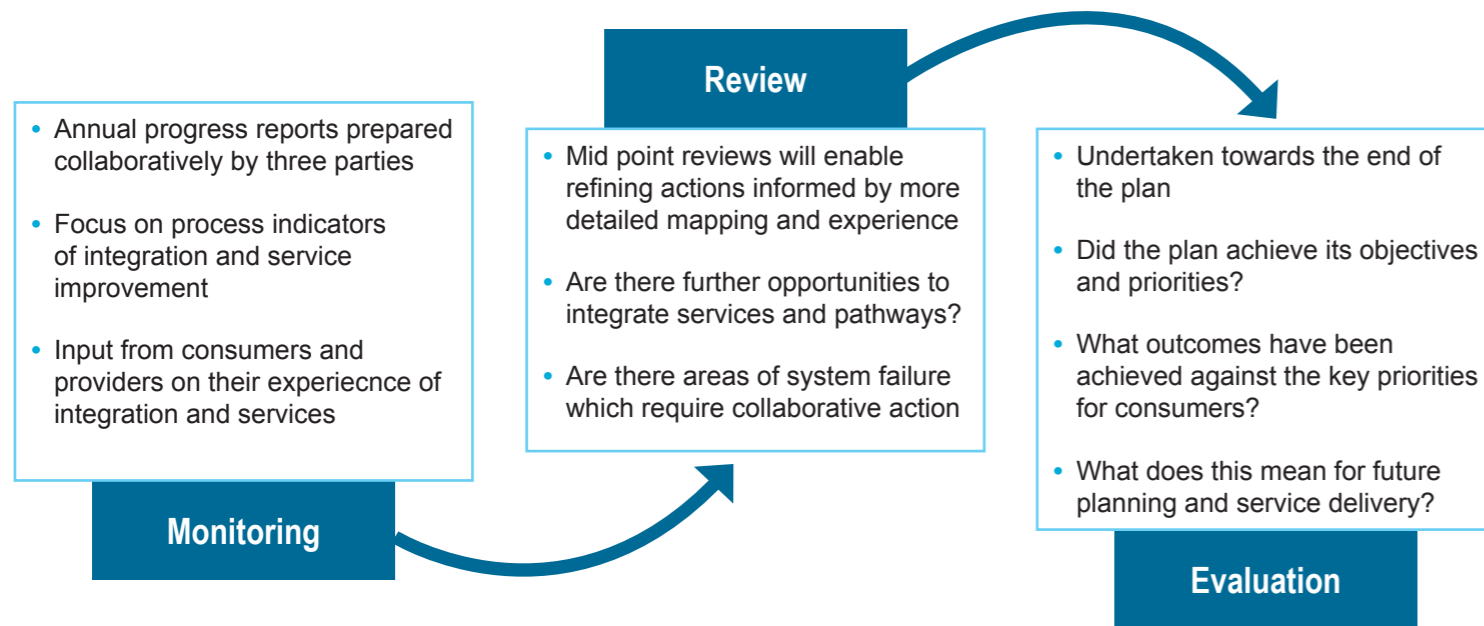 • Annual progress reports prepared
collaboratively by three parties
• Focus on process indicators
of integration and service
improvement
• Input from consumers and
providers on their experiecnce of
integration and services
Monitoring
Review
• Mid point reviews will enable
refining actions informed by more
detailed mapping and experience
• Are there further opportunities to
integrate services and pathways?
• Are there areas of system failure
which require collaborative action
• Undertaken towards the end of
the plan
• Did the plan achieve its objectives
and priorities?
• What outcomes have been
achieved against the key priorities
for consumers?
• What does this mean for future
planning and service delivery?
Evaluation